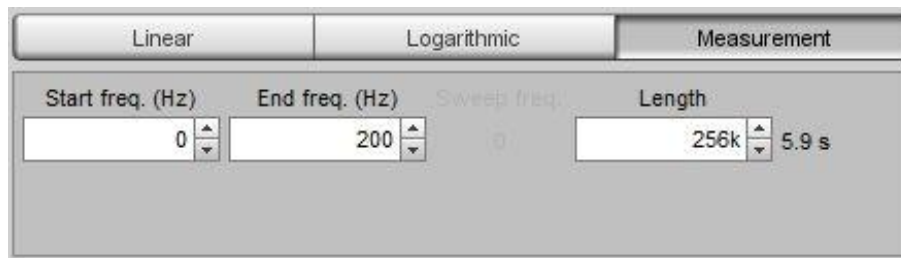 Linear Logarithmic Measurement
Start freq. (Hz) End freq. (Hz) Sweep freq. Length
0 200 0 256k 5.9 s